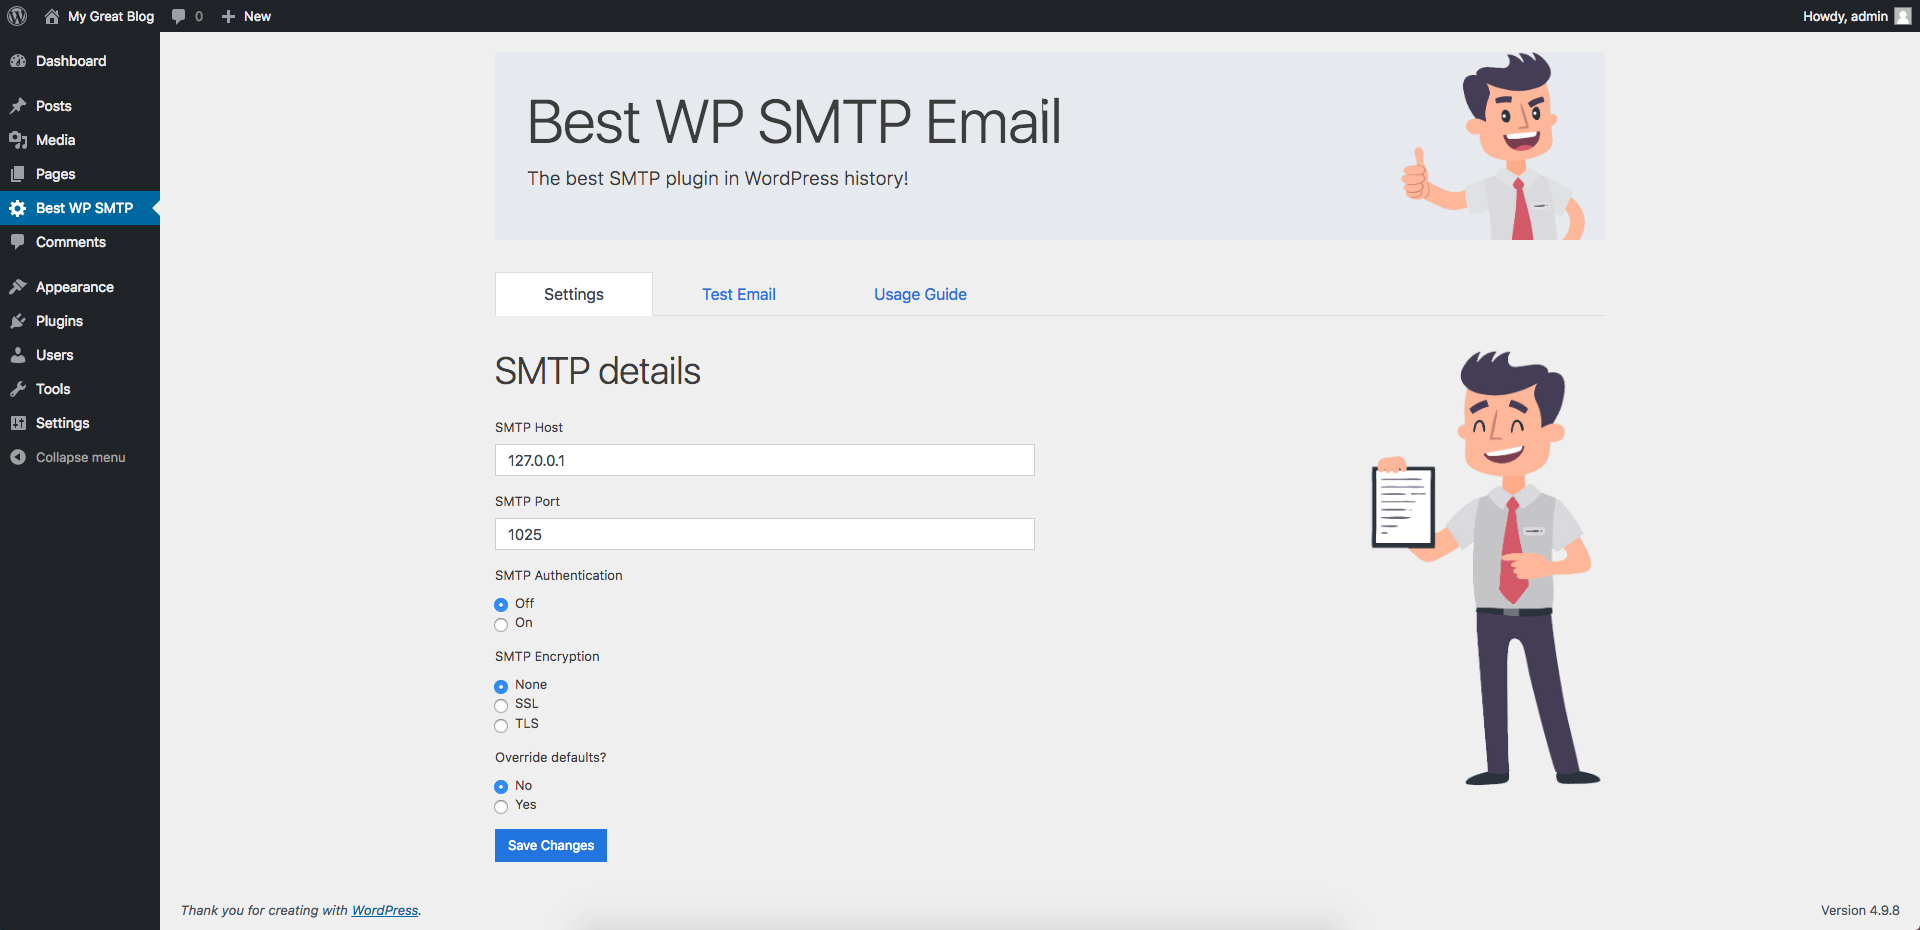 My Great Blog 0 New Howdy, admin
Dashboard
Posts
Media
Pages
Best WP SMTP
Comments
Appearance
Plugins
Users
Tools
Settings
Collapse menu
Best WP SMTP Email
The best SMTP plugin in WordPress history!
Settings Test Email Usage Guide
SMTP details
SMTP Host
127.0.0.1
SMTP Port
1025
SMTP Authentication
Off
On
SMTP Encryption
None
SSL
TLS
Override defaults?
No
Yes
Save Changes
Thank you for creating with WordPress. Version 4.9.8